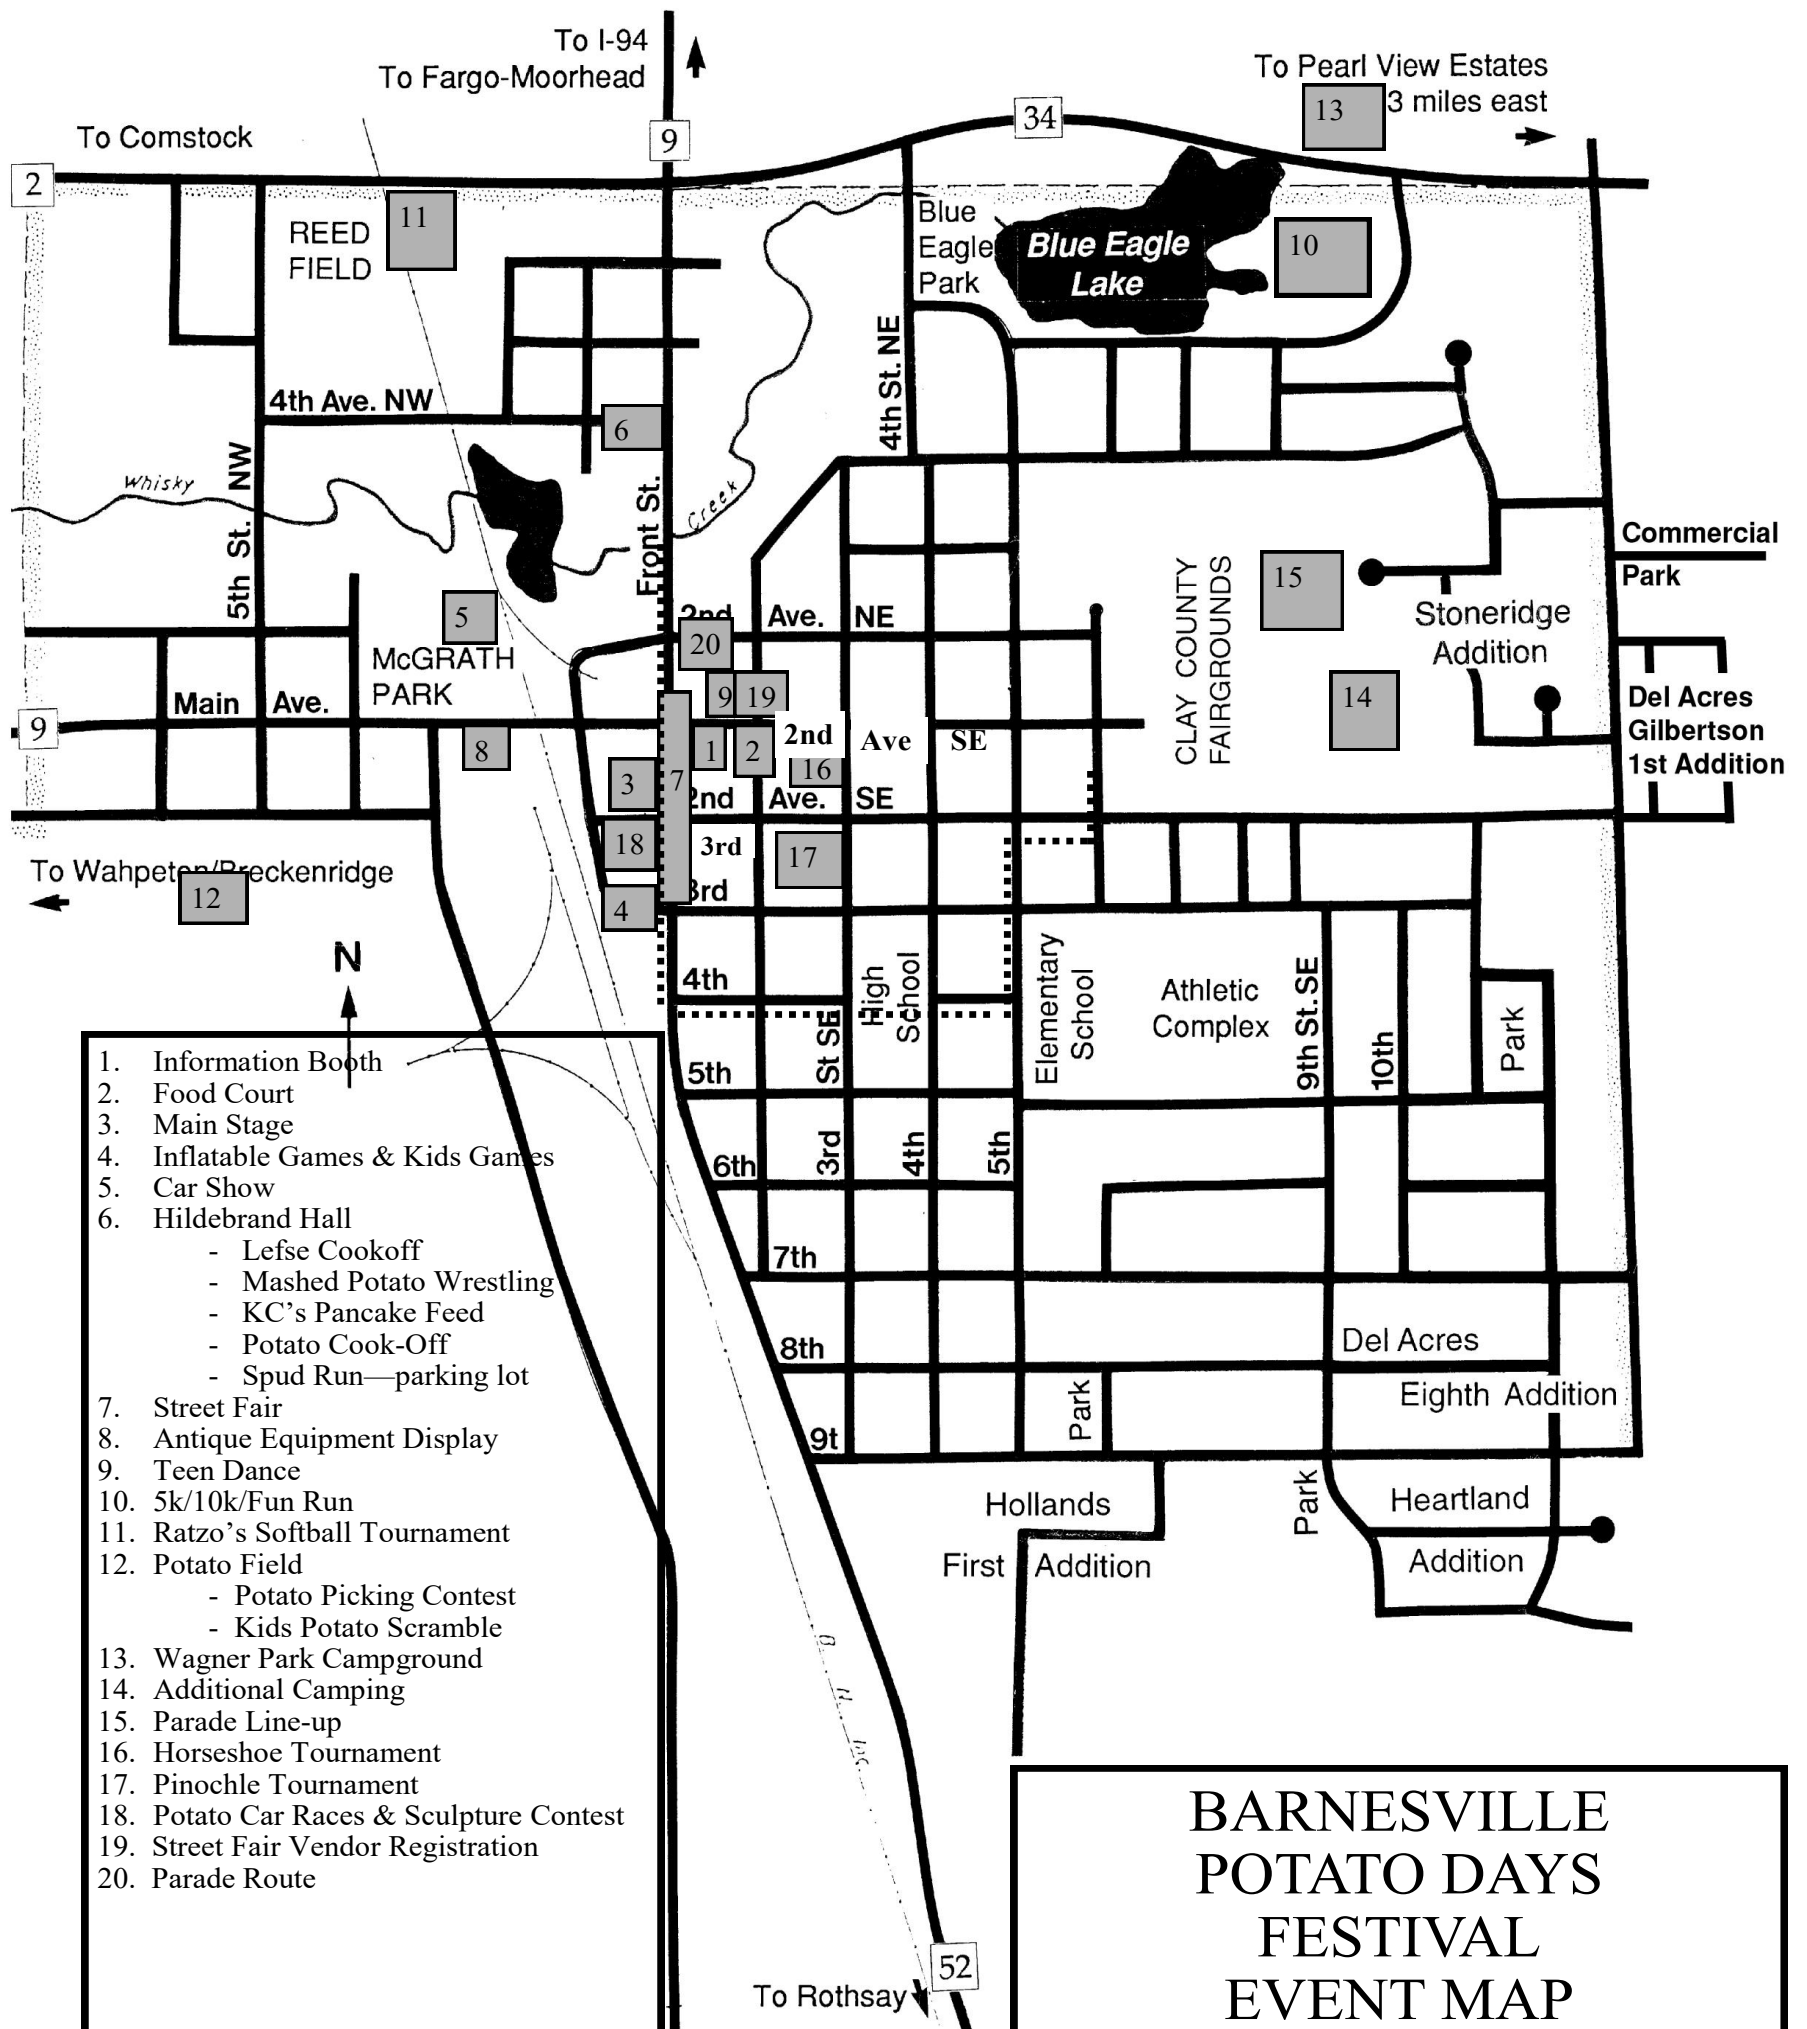 To I-94
To Fargo-Moorhead
To Pearl View Estates
13
3 miles east
34
9
To Comstock
2
11
REED
FIELD
Blue
Eagle
Park
Blue Eagle
Lake
10
4th St. NE
4th Ave. NW
6
Whisky
5th St. NW
Front St.
Creek
Commercial
Park
CLAY COUNTY
FAIRGROUNDS
15
5
2nd Ave. NE
20
Stoneridge
Addition
McGRATH
PARK
9
19
14
Main Ave.
Del Acres
Gilbertson
1st Addition
9
8
1
2
2nd Ave SE
3
7
16
2nd Ave. SE
18
3rd
17
To Wahpeton/Breckenridge
12
3rd
4
N
4th
High
School
Elementary
School
Athletic
Complex
9th St. SE
10th
Park
St SE
5th
6th
3rd
4th
5th
7th
8th
Del Acres
Eighth Addition
Park
9t
Hollands
First Addition
Park
Heartland
Addition
1. Information Booth
2. Food Court
3. Main Stage
4. Inflatable Games & Kids Games
5. Car Show
6. Hildebrand Hall
- Lefse Cookoff
- Mashed Potato Wrestling
- KC’s Pancake Feed
- Potato Cook-Off
- Spud Run—parking lot
7. Street Fair
8. Antique Equipment Display
9. Teen Dance
10. 5k/10k/Fun Run
11. Ratzo’s Softball Tournament
12. Potato Field
- Potato Picking Contest
- Kids Potato Scramble
13. Wagner Park Campground
14. Additional Camping
15. Parade Line-up
16. Horseshoe Tournament
17. Pinochle Tournament
18. Potato Car Races & Sculpture Contest
19. Street Fair Vendor Registration
20. Parade Route
52
To Rothsay
BARNESVILLE
POTATO DAYS
FESTIVAL
EVENT MAP